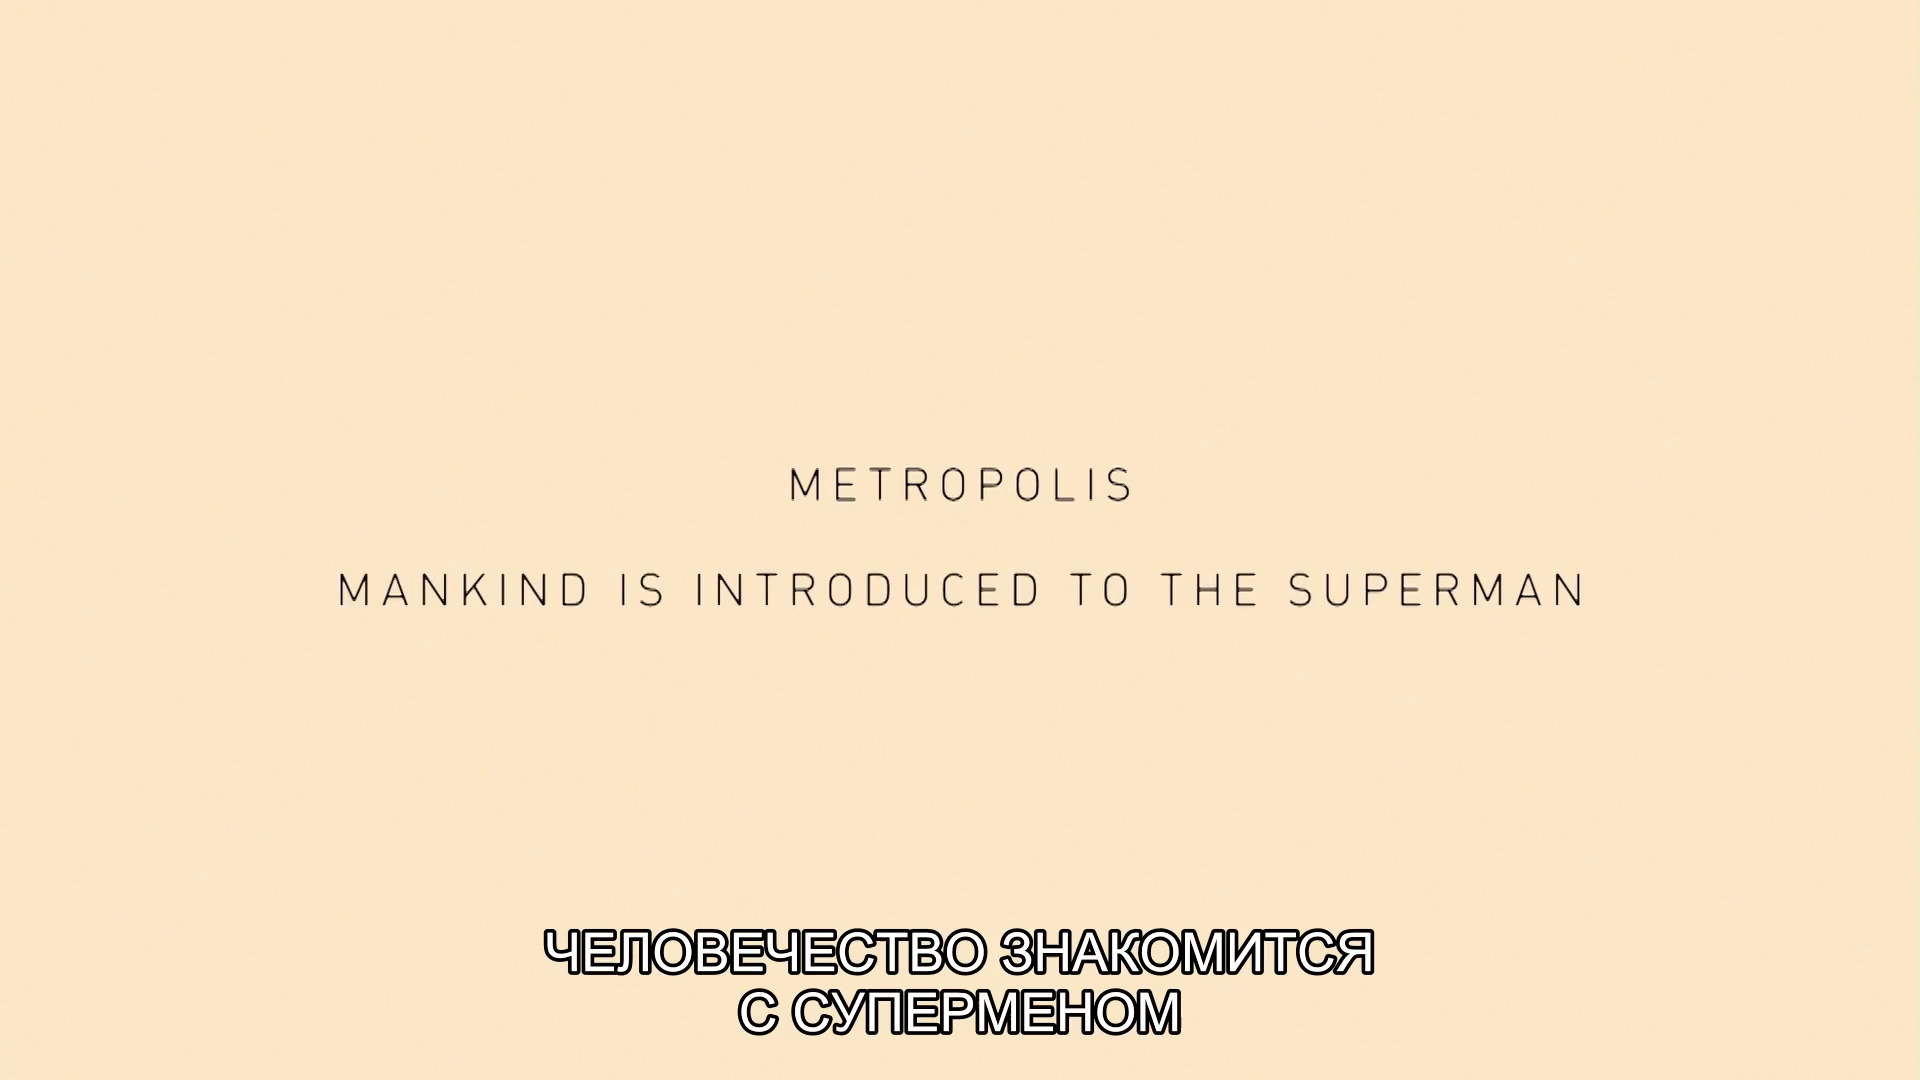 METROPOLIS
MANKIND IS INTRODUCED TO THE SUPERMAN
ЧЕЛОВЕЧЕСТВО ЗНАКОМИТСЯ
С СУПЕРМЕНОМ